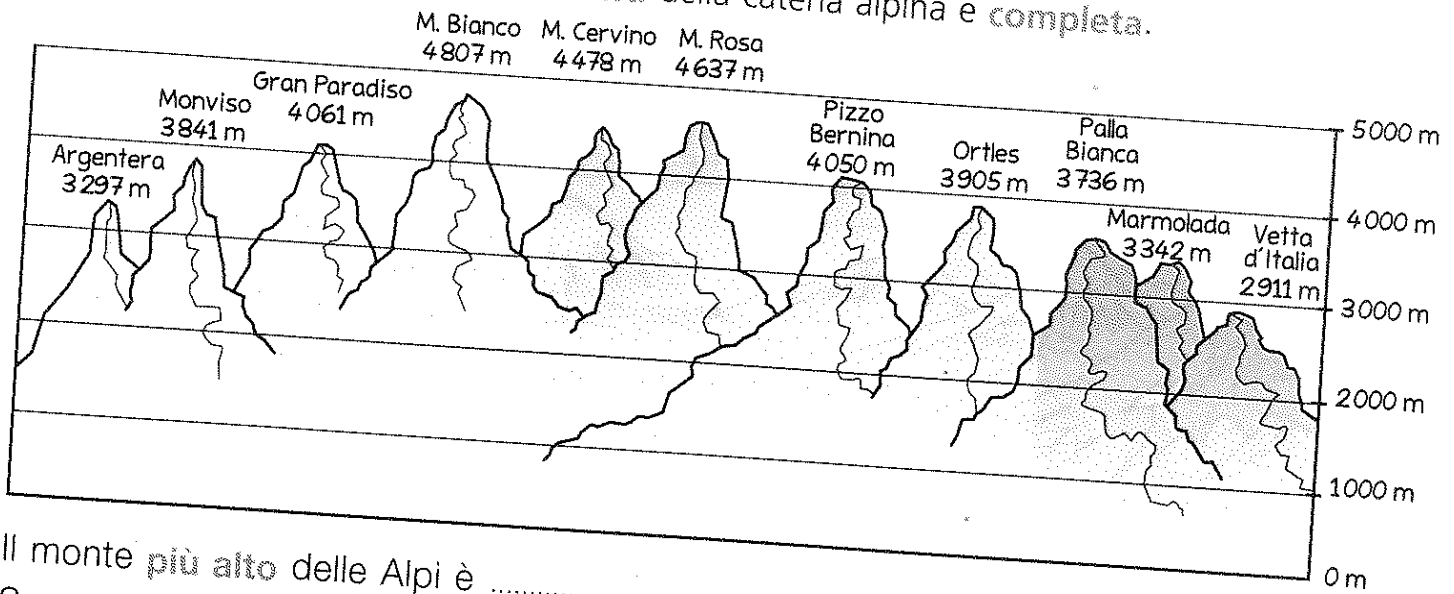 della catena alpina e completa.
M. Bianco
4807 m
M. Cervino
4478 m
M. Rosa
4637 m
Gran Paradiso
4061 m
Monviso
3841 m
Argentera
3297 m
Pizzo
Bernina
4050 m
Ortles
3905 m
Palla
Bianca
3736 m
Marmolada
3342 m
Vetta
d'Italia
2911 m
5000 m
4000 m
3000 m
2000 m
1000 m
0 m
Il monte più alto delle Alpi è ............